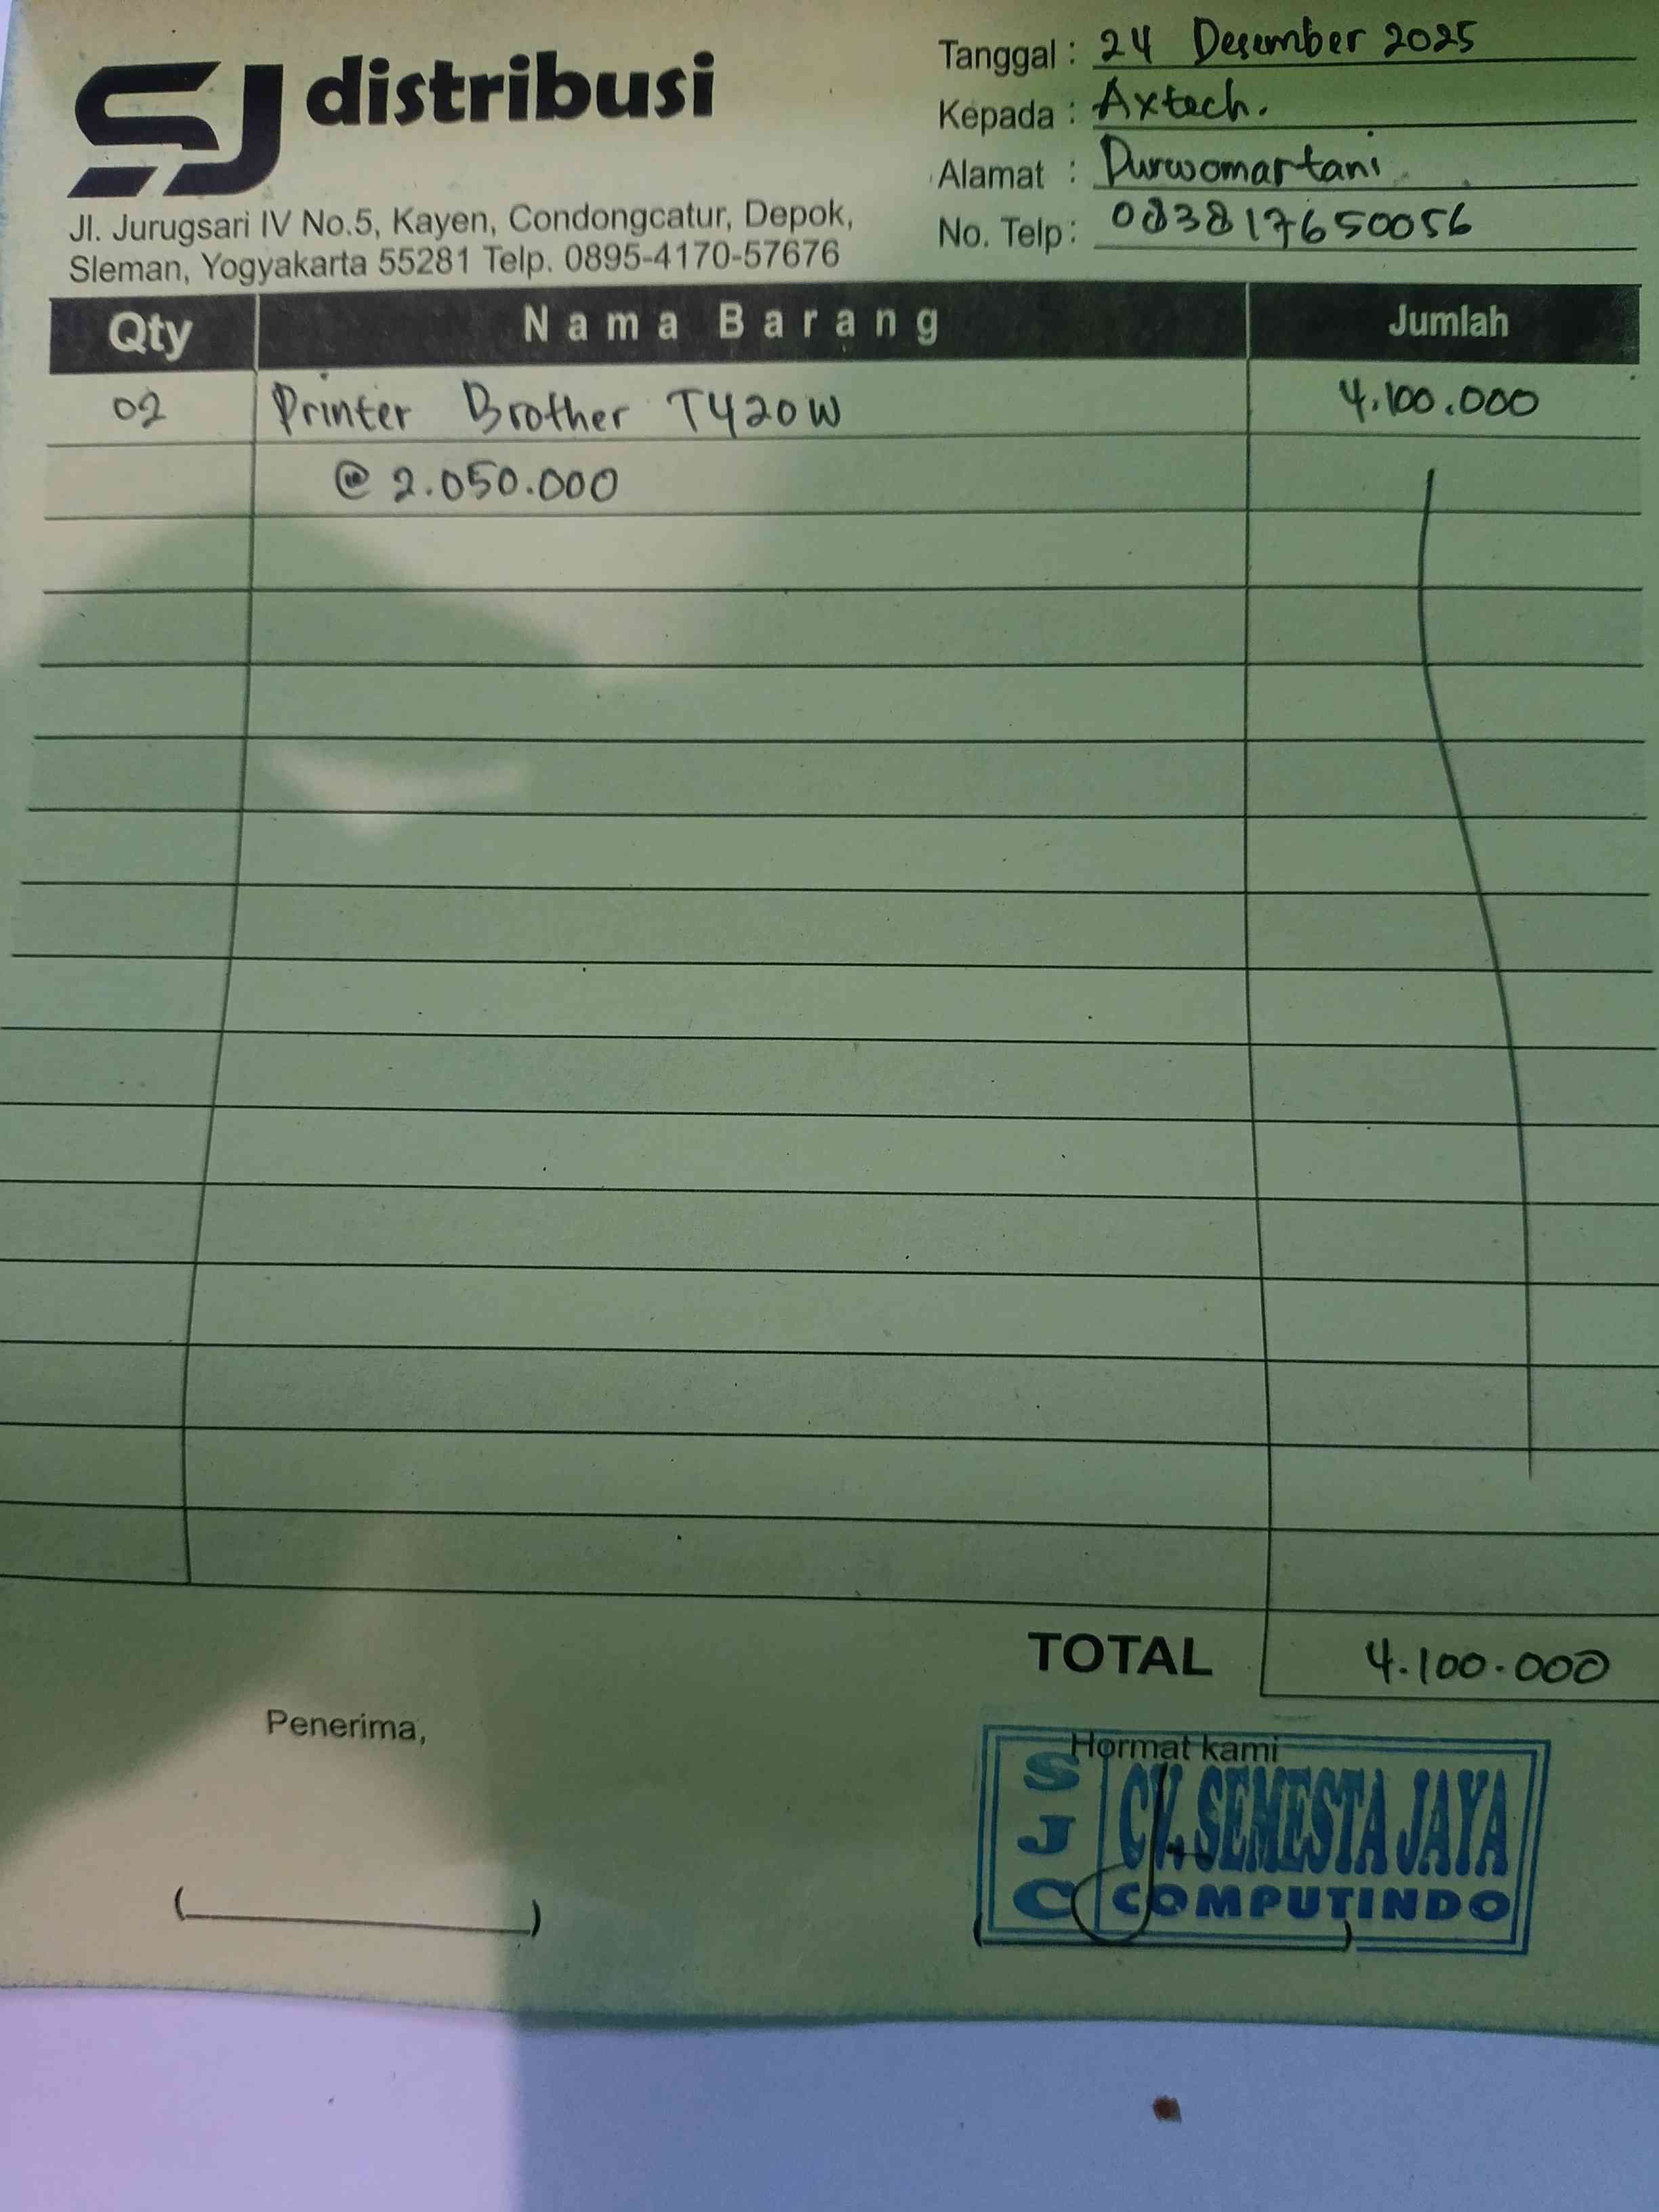 SJ distribusi
Jl. Jurugsari IV No.5, Kayen, Condongcatur, Depok,
Sleman, Yogyakarta 55281 Telp. 0895-4170-57676
Tanggal : 24 Desember 2025
Kepada : Axtech.
Alamat : Purwomartani
No. Telp : 083817650056
Qty Nama Barang Jumlah
02 Printer Brother T420W 4.100.000
@ 2.050.000
TOTAL 4.100.000
Penerima,
Hormat kami
SJC
CV. SEMESTA JAYA
COMPUTINDO